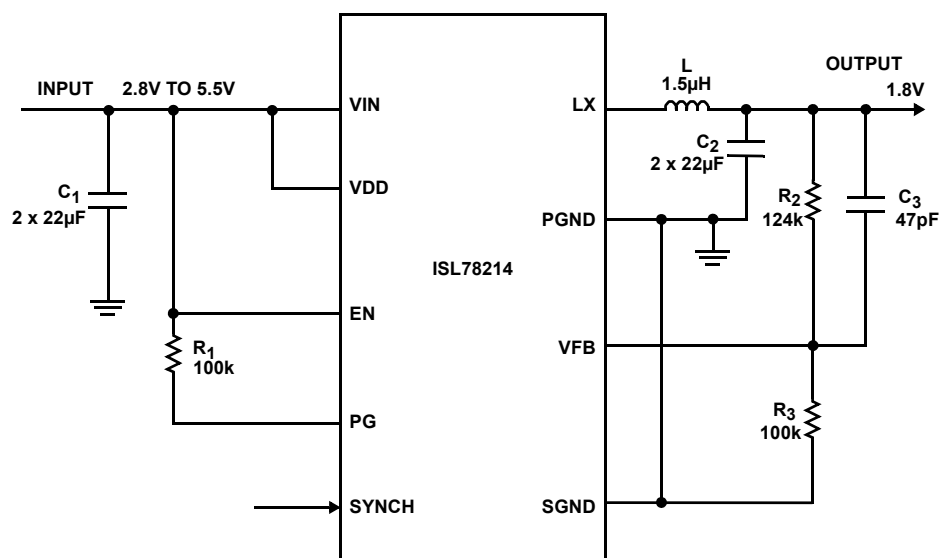 INPUT
2.8V TO 5.5V
VIN
LX
L
1.5µH
OUTPUT
1.8V
C1
2 x 22µF
VDD
C2
2 x 22µF
PGND
R2
124k
C3
47pF
ISL78214
EN
R1
100k
VFB
PG
R3
100k
SYNCH
SGND